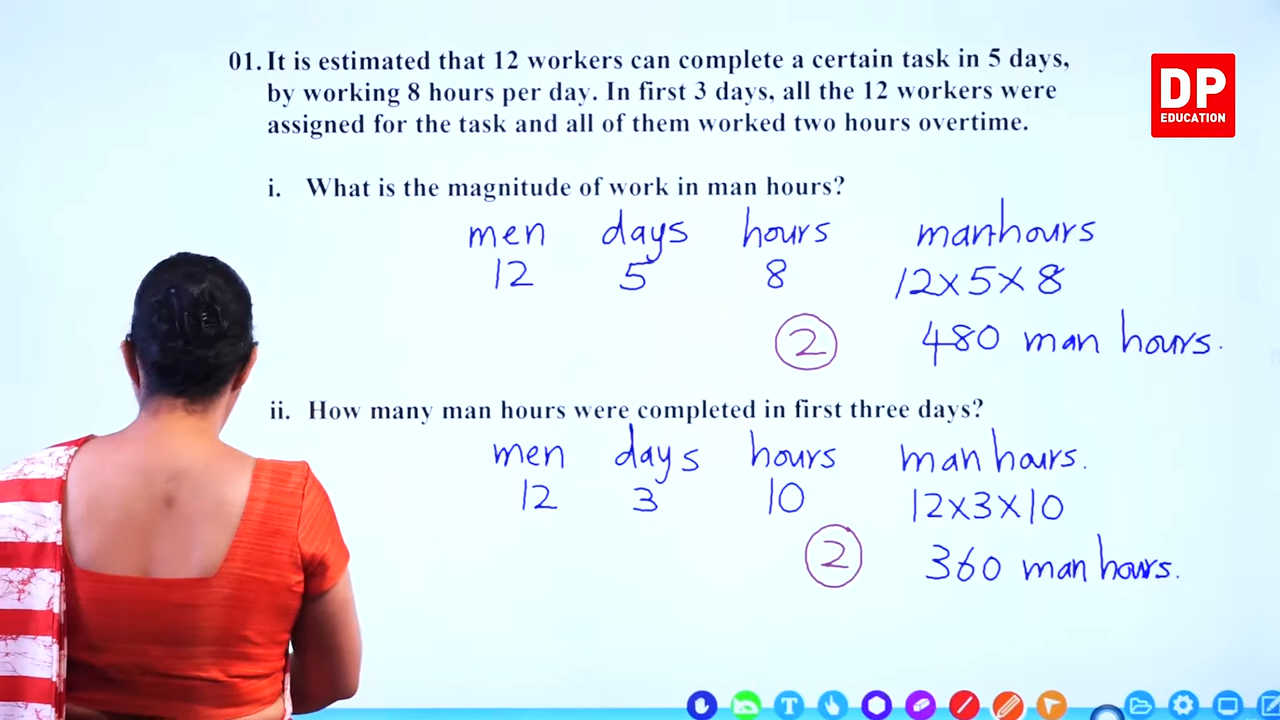 01. It is estimated that 12 workers can complete a certain task in 5 days,
by working 8 hours per day. In first 3 days, all the 12 workers were
assigned for the task and all of them worked two hours overtime.
DP
EDUCATION
i. What is the magnitude of work in man hours?
men days hours man-hours
12 5 8 12×5×8
2 480 man hours.
ii. How many man hours were completed in first three days?
men days hours man hours.
12 3 10 12×3×10
2 360 man hours.
T